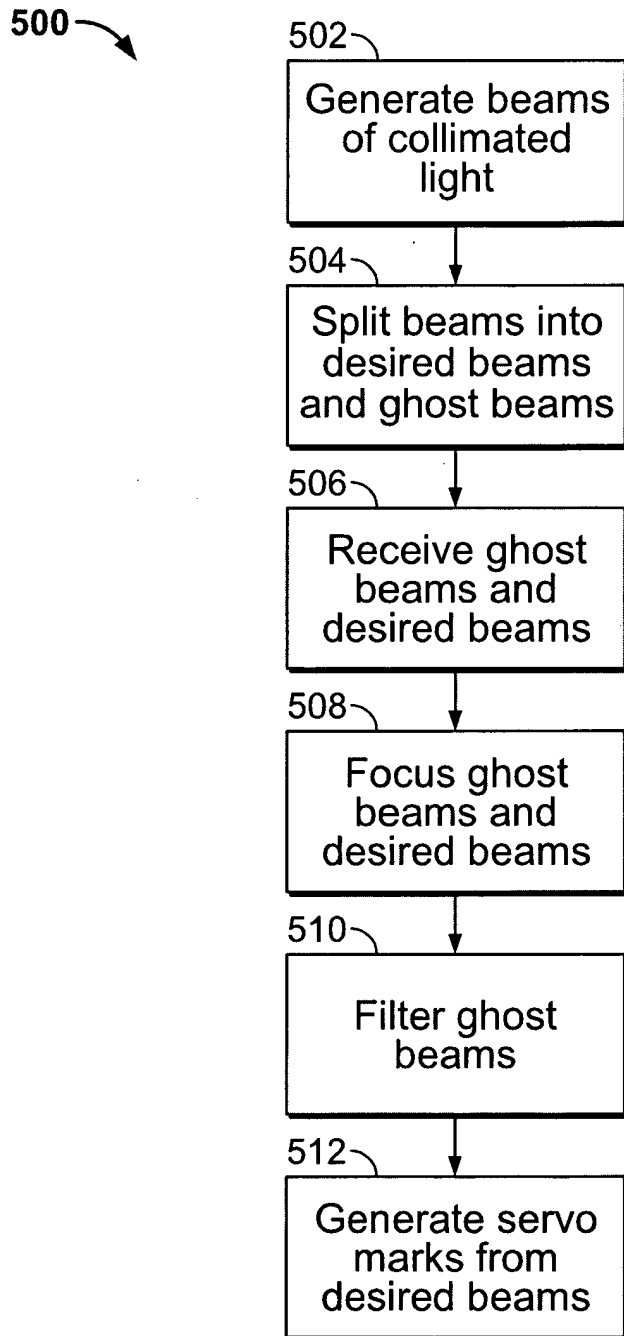 500
502
Generate beams
of collimated
light
504
Split beams into
desired beams
and ghost beams
506
Receive ghost
beams and
desired beams
508
Focus ghost
beams and
desired beams
510
Filter ghost
beams
512
Generate servo
marks from
desired beams